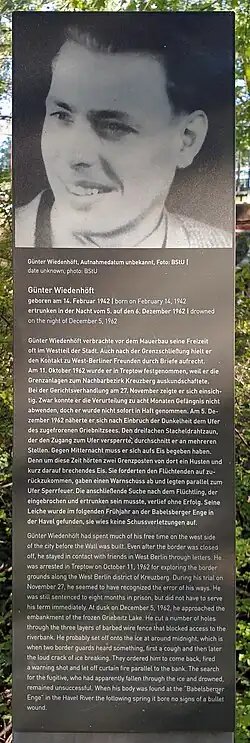 Günter Wiedenhöft, Aufnahmedatum unbekannt, Foto: BStU |
date unknown, photo: BStU
Günter Wiedenhöft
geboren am 14. Februar 1942 | born on February 14, 1942
ertrunken in der Nacht vom 5. auf den 6. Dezember 1962 | drowned
on the night of December 5, 1962
Günter Wiedenhöft verbrachte vor dem Mauerbau seine Freizeit
oft im Westteil der Stadt. Auch nach der Grenzschließung hielt er
den Kontakt zu West-Berliner Freunden durch Briefe aufrecht.
Am 11. Oktober 1962 wurde er in Treptow festgenommen, weil er die
Grenzanlagen zum Nachbarbezirk Kreuzberg auskundschaftete.
Bei der Gerichtsverhandlung am 27. November zeigte er sich einsich-
tig. Zwar konnte er die Verurteilung zu acht Monaten Gefängnis nicht
abwenden, doch er wurde nicht sofort in Haft genommen. Am 5. De-
zember 1962 näherte er sich nach Einbruch der Dunkelheit dem Ufer
des zugefrorenen Griebnitzsees. Den dreifachen Stacheldrahtzaun,
der den Zugang zum Ufer versperrte, durchschnitt er an mehreren
Stellen. Gegen Mitternacht muss er sich aufs Eis begeben haben.
Denn um diese Zeit hörten zwei Grenzposten von dort ein Husten und
kurz darauf brechendes Eis. Sie forderten den Flüchtenden auf zu-
rückzukommen, gaben einen Warnschuss ab und legten parallel zum
Ufer Sperrfeuer. Die anschließende Suche nach dem Flüchtling, der
eingebrochen und ertrunken sein musste, verlief ohne Erfolg. Seine
Leiche wurde im folgenden Frühjahr an der Babelsberger Enge in
der Havel gefunden, sie wies keine Schussverletzungen auf.
Günter Wiedenhöft had spent much of his free time on the west side
of the city before the Wall was built. Even after the border was closed
off, he stayed in contact with friends in West Berlin through letters. He
was arrested in Treptow on October 11, 1962 for exploring the border
grounds along the West Berlin district of Kreuzberg. During his trial on
November 27, he seemed to have recognized the error of his ways. He
was still sentenced to eight months in prison, but did not have to serve
his term immediately. At dusk on December 5, 1962, he approached the
embankment of the frozen Griebnitz Lake. He cut a number of holes
through the three layers of barbed wire fence that blocked access to the
riverbank. He probably set off onto the ice at around midnight, which is
when two border guards heard something, first a cough and then later
the loud crack of ice breaking. They ordered him to come back, fired
a warning shot and let off curtain fire parallel to the bank. The search
for the fugitive, who had apparently fallen through the ice and drowned,
remained unsuccessful. When his body was found at the "Babelsberger
Enge" in the Havel River the following spring it bore no signs of a bullet
wound.